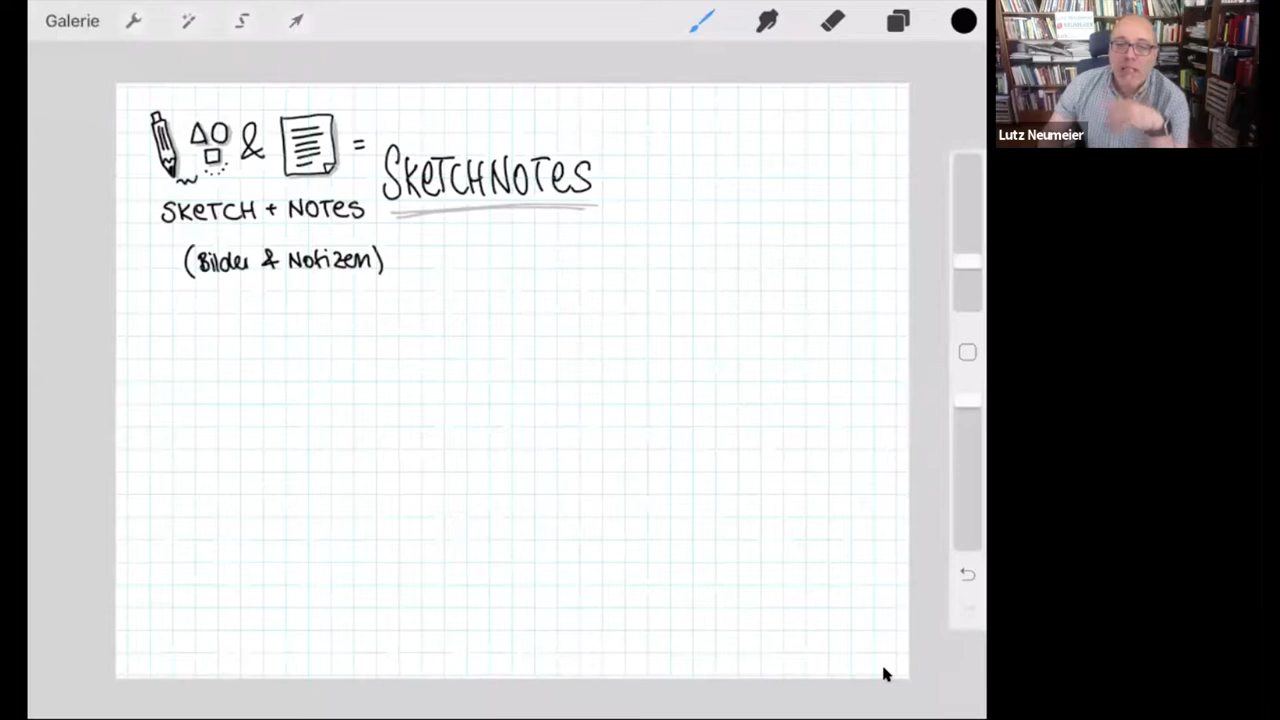 Galerie
& =
SKETCHNOTES
SKETCH + NOTES
(Bilder & Notizen)
Lutz Neumeier